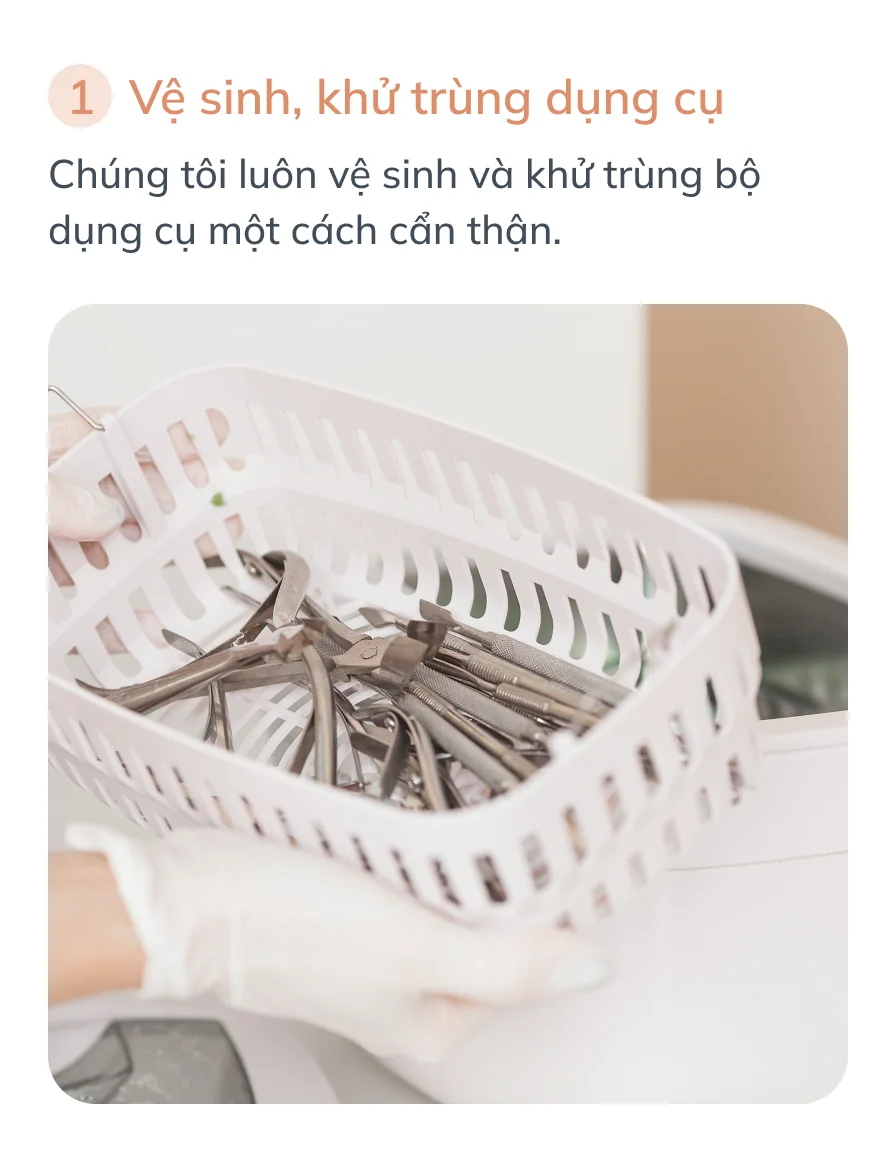 1 Vệ sinh, khử trùng dụng cụ
Chúng tôi luôn vệ sinh và khử trùng bộ
dụng cụ một cách cẩn thận.